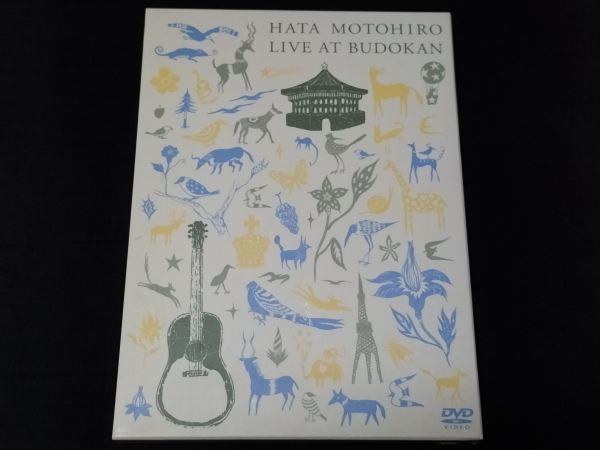 HATA MOTOHIRO
LIVE AT BUDOKAN
DVD
VIDEO